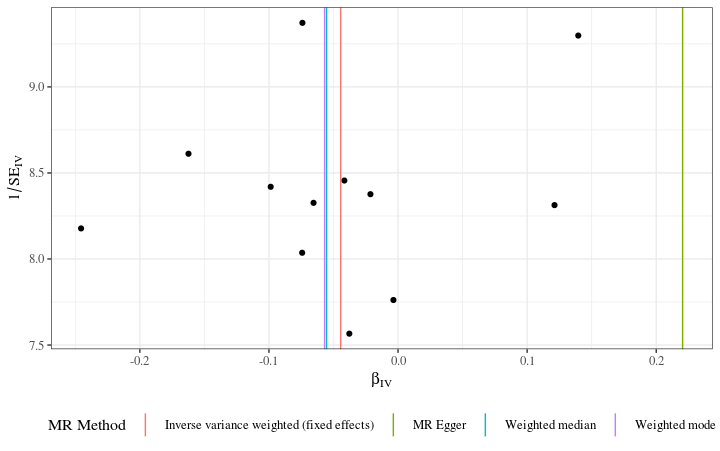 9.0
8.5
8.0
7.5
1/SE_IV
-0.2 -0.1 0.0 0.1 0.2
β_IV
MR Method Inverse variance weighted (fixed effects) MR Egger Weighted median Weighted mode